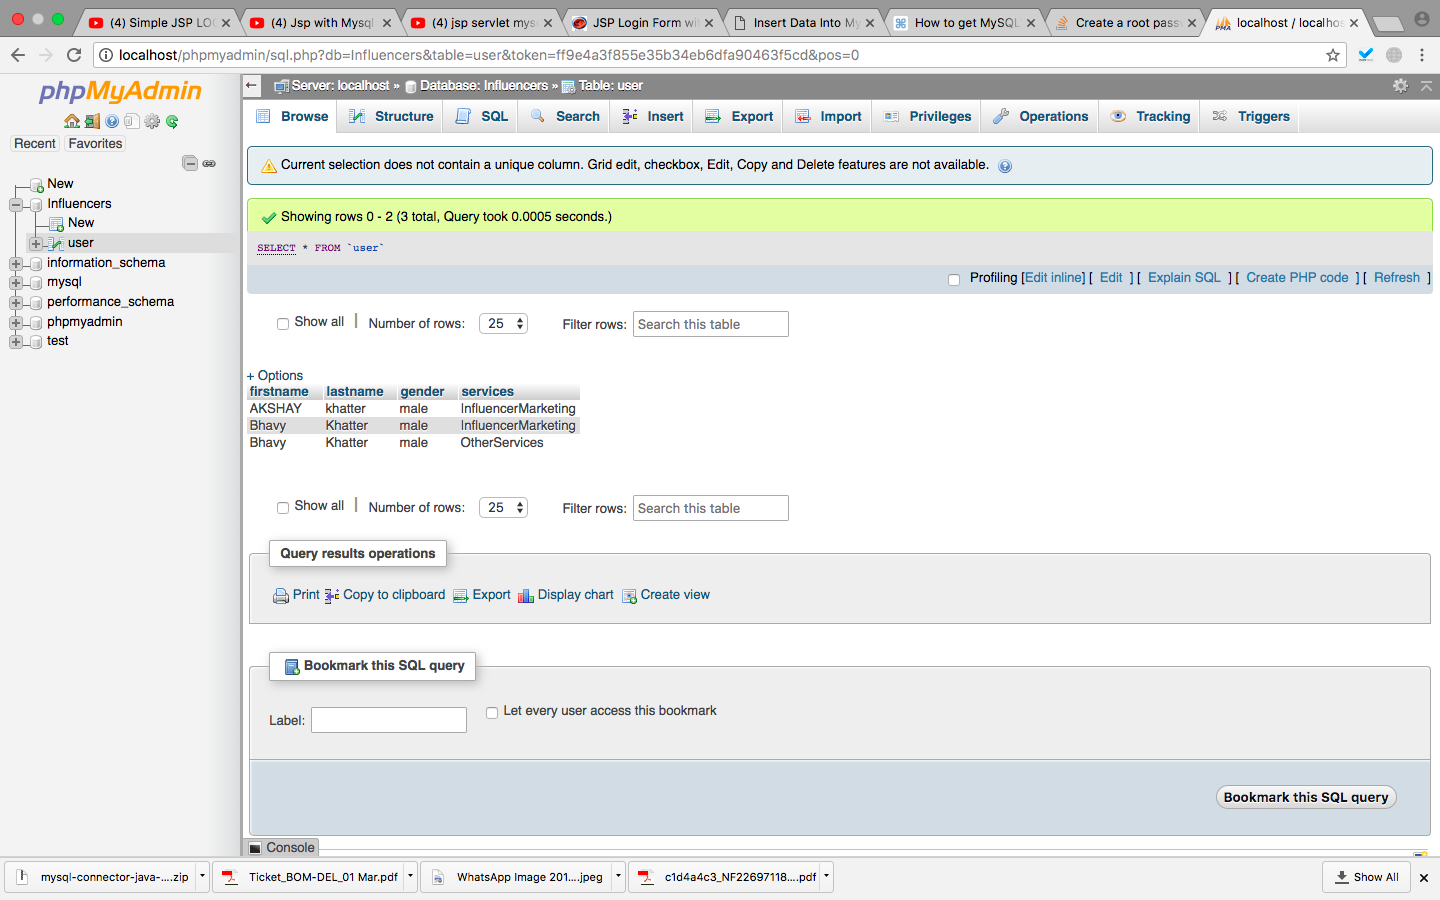 (4) Simple JSP LOG
(4) Jsp with Mysql
(4) jsp servlet mys
JSP Login Form wi
Insert Data Into My
How to get MySQL
Create a root passw
localhost / localhos
localhost/phpmyadmin/sql.php?db=Influencers&table=user&token=ff9e4a3f855e35b34eb6dfa90463f5cd&pos=0
phpMyAdmin
Recent Favorites
New
Influencers
New
user
information_schema
mysql
performance_schema
phpmyadmin
test
Server: localhost » Database: Influencers » Table: user
Browse Structure SQL Search Insert Export Import Privileges Operations Tracking Triggers
Current selection does not contain a unique column. Grid edit, checkbox, Edit, Copy and Delete features are not available.
Showing rows 0 - 2 (3 total, Query took 0.0005 seconds.)
SELECT * FROM `user`
Profiling [Edit inline] [ Edit ] [ Explain SQL ] [ Create PHP code ] [ Refresh ]
Show all | Number of rows: 25 Filter rows: Search this table
+ Options
firstname lastname gender services
AKSHAY khatter male InfluencerMarketing
Bhavy Khatter male InfluencerMarketing
Bhavy Khatter male OtherServices
Show all | Number of rows: 25 Filter rows: Search this table
Query results operations
Print Copy to clipboard Export Display chart Create view
Bookmark this SQL query
Label: Let every user access this bookmark
Bookmark this SQL query
Console
mysql-connector-java-....zip
Ticket_BOM-DEL_01 Mar.pdf
WhatsApp Image 201....jpeg
c1d4a4c3_NF22697118....pdf
Show All